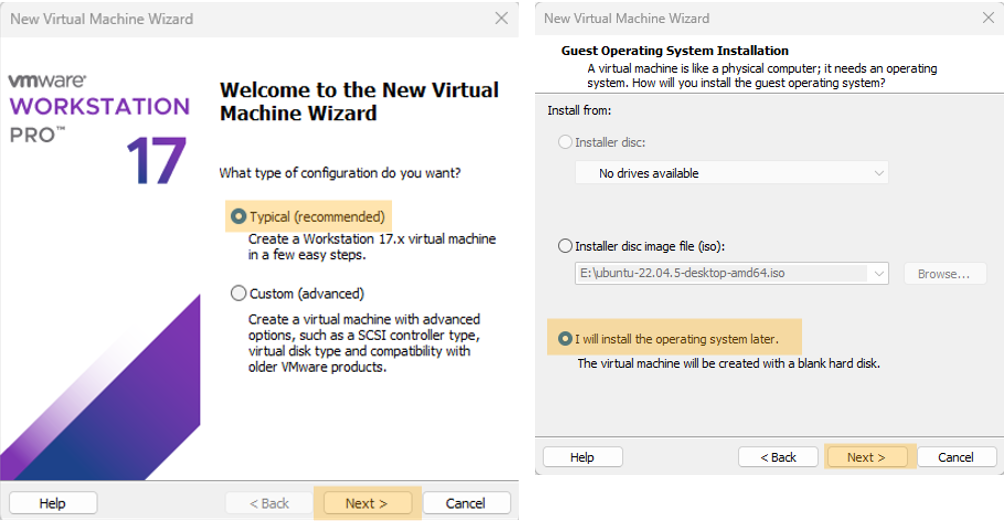 New Virtual Machine Wizard
vmware
WORKSTATION
PRO™
17
Welcome to the New Virtual
Machine Wizard
What type of configuration do you want?
Typical (recommended)
Create a Workstation 17.x virtual machine
in a few easy steps.
Custom (advanced)
Create a virtual machine with advanced
options, such as a SCSI controller type,
virtual disk type and compatibility with
older VMware products.
Help
< Back
Next >
Cancel
New Virtual Machine Wizard
Guest Operating System Installation
A virtual machine is like a physical computer; it needs an operating
system. How will you install the guest operating system?
Install from:
Installer disc:
No drives available
Installer disc image file (iso):
E:\ubuntu-22.04.5-desktop-amd64.iso
Browse...
I will install the operating system later.
The virtual machine will be created with a blank hard disk.
Help
< Back
Next >
Cancel